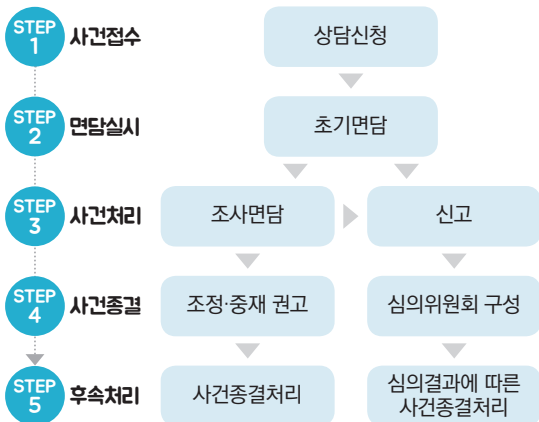 STEP
1
사건접수
상담신청
STEP
2
면담실시
초기면담
STEP
3
사건처리
조사면담
신고
STEP
4
사건종결
조정·중재 권고
심의위원회 구성
STEP
5
후속처리
사건종결처리
심의결과에 따른
사건종결처리